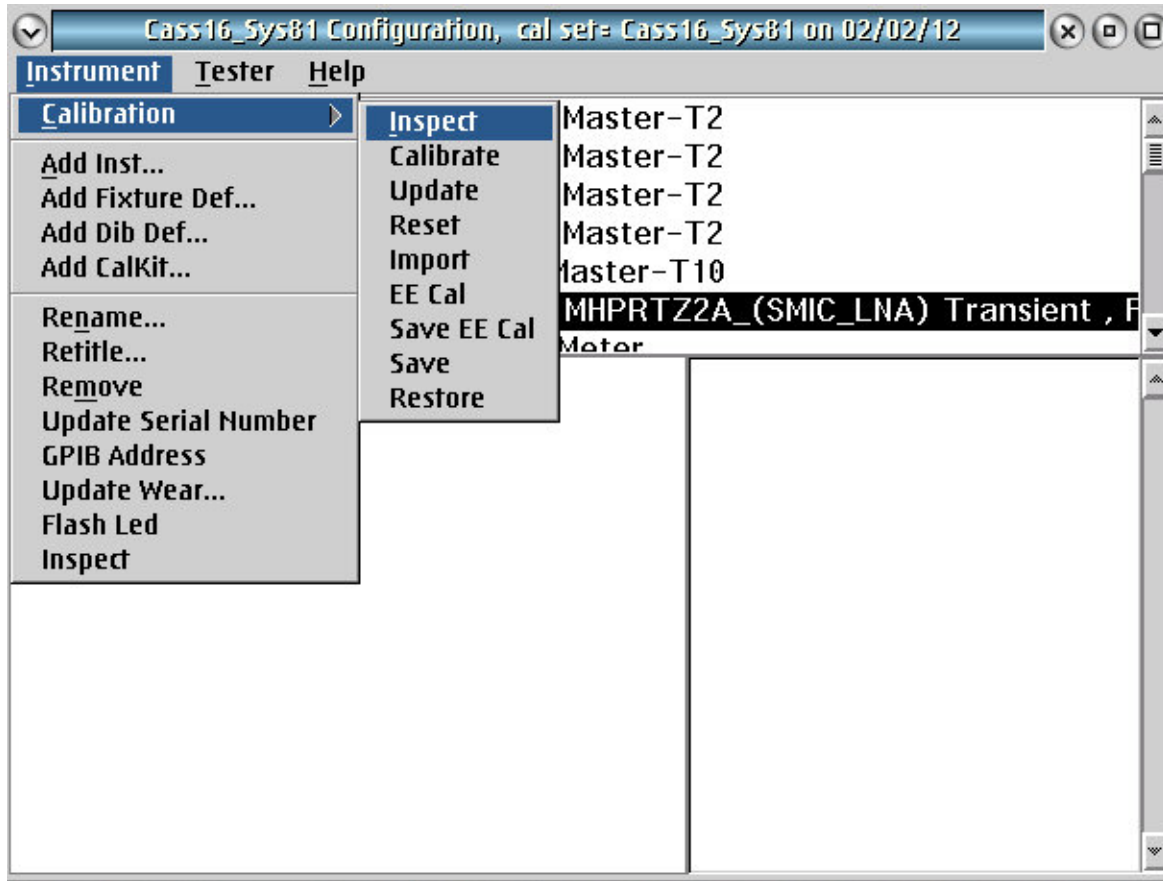 Cass16_Sys81 Configuration, cal set= Cass16_Sys81 on 02/02/12
Instrument Tester Help
Calibration
Add Inst...
Add Fixture Def...
Add Dib Def...
Add CalKit...
Rename...
Retitle...
Remove
Update Serial Number
GPIB Address
Update Wear...
Flash Led
Inspect
Inspect
Calibrate
Update
Reset
Import
EE Cal
Save EE Cal
Save
Restore
Master-T2
Master-T2
Master-T2
Master-T2
Master-T10
MHPRTZ2A_(SMIC_LNA) Transient , F
Meter